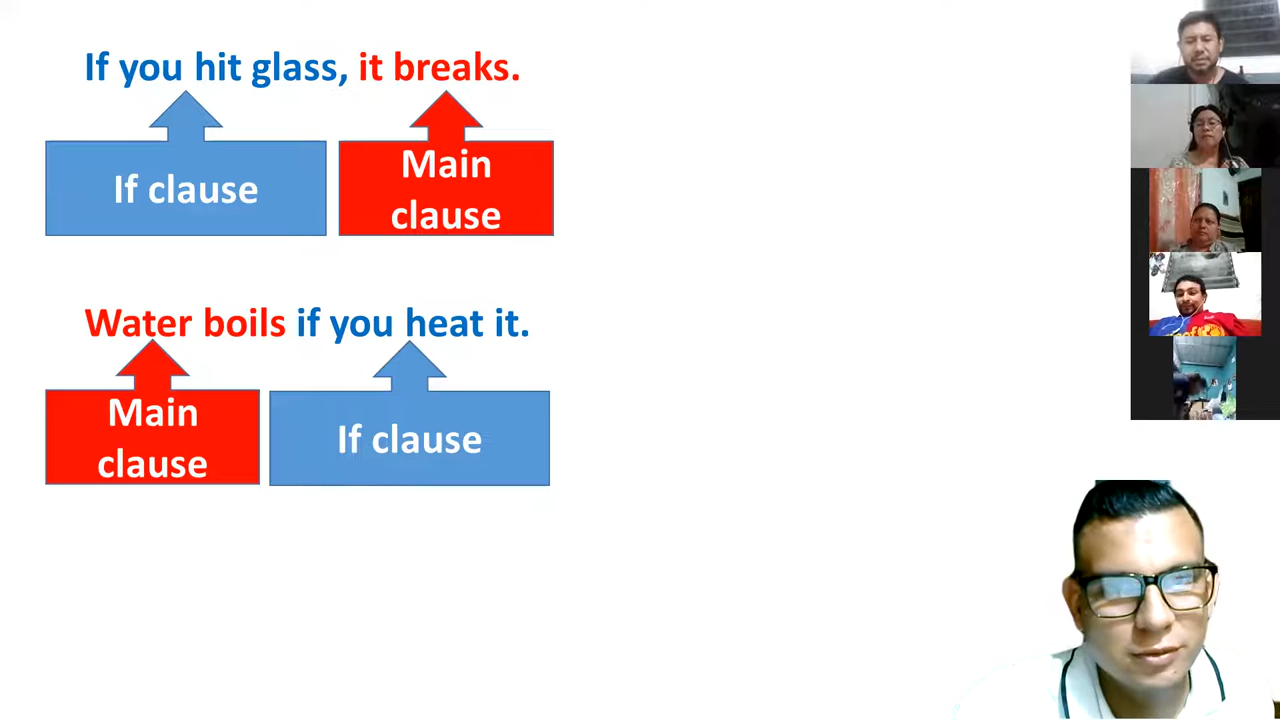 If you hit glass, it breaks.
If clause
Main
clause
Water boils if you heat it.
Main
clause
If clause